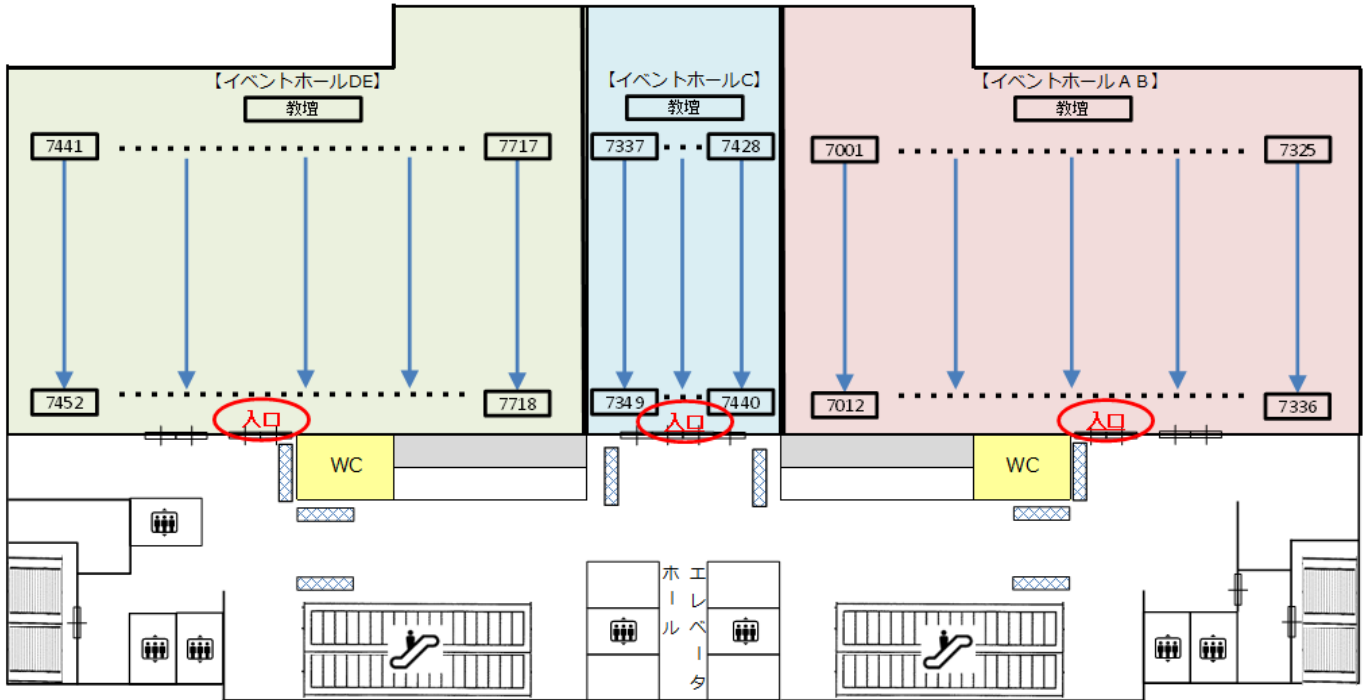 【イベントホールDE】
【イベントホールC】
【イベントホールＡＢ】
教壇
教壇
教壇
7441
7717
7337
7428
7001
7325
7452
7718
7349
7440
7012
7336
入口
入口
入口
WC
WC
エレベータ
ホール